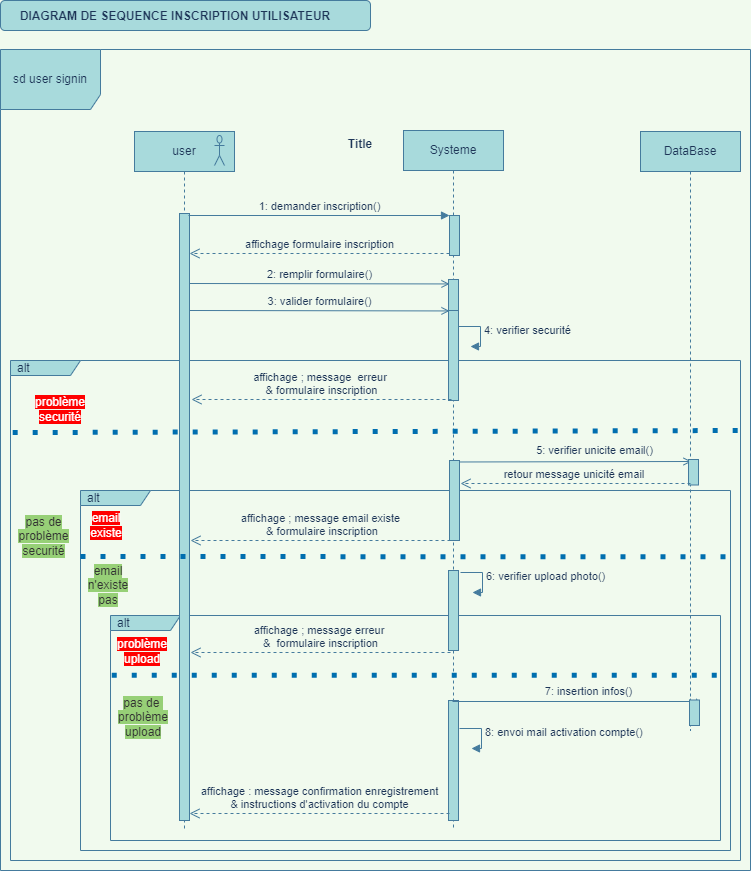 DIAGRAM DE SEQUENCE INSCRIPTION UTILISATEUR
sd user signin
user
Title
Systeme
DataBase
1: demander inscription()
affichage formulaire inscription
2: remplir formulaire()
3: valider formulaire()
4: verifier securité
alt
affichage ; message erreur
& formulaire inscription
problème
securité
5: verifier unicite email()
retour message unicité email
alt
pas de
problème
securité
email
existe
affichage ; message email existe
& formulaire inscription
email
n'existe
pas
6: verifier upload photo()
alt
affichage ; message erreur
& formulaire inscription
problème
upload
pas de
problème
upload
7: insertion infos()
8: envoi mail activation compte()
affichage : message confirmation enregistrement
& instructions d'activation du compte